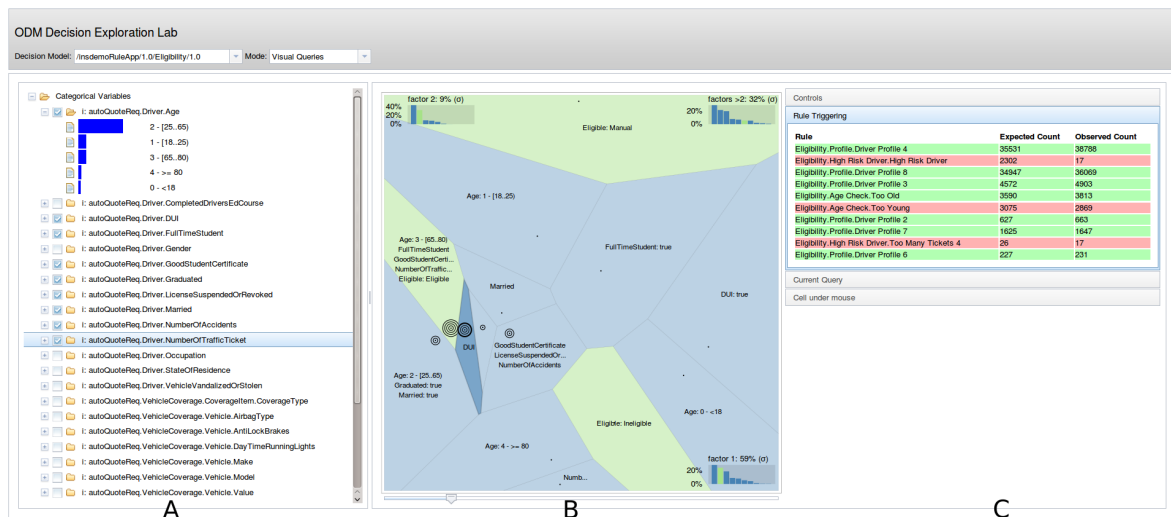 ODM Decision Exploration Lab
Decision Model: /insdemoRuleApp/1.0/Eligibility/1.0 Mode: Visual Queries
Categorical Variables
i: autoQuoteReq.Driver.Age
2 - [25..65)
1 - [18..25)
3 - [65..80)
4 - >= 80
0 - <18
i: autoQuoteReq.Driver.CompletedDriversEdCourse
i: autoQuoteReq.Driver.DUI
i: autoQuoteReq.Driver.FullTimeStudent
i: autoQuoteReq.Driver.Gender
i: autoQuoteReq.Driver.GoodStudentCertificate
i: autoQuoteReq.Driver.Graduated
i: autoQuoteReq.Driver.LicenseSuspendedOrRevoked
i: autoQuoteReq.Driver.Married
i: autoQuoteReq.Driver.NumberOfAccidents
i: autoQuoteReq.Driver.NumberOfTrafficTicket
i: autoQuoteReq.Driver.Occupation
i: autoQuoteReq.Driver.StateOfResidence
i: autoQuoteReq.Driver.VehicleVandalizedOrStolen
i: autoQuoteReq.VehicleCoverage.CoverageItem.CoverageType
i: autoQuoteReq.VehicleCoverage.Vehicle.AirbagType
i: autoQuoteReq.VehicleCoverage.Vehicle.AntiLockBrakes
i: autoQuoteReq.VehicleCoverage.Vehicle.DayTimeRunningLights
i: autoQuoteReq.VehicleCoverage.Vehicle.Make
i: autoQuoteReq.VehicleCoverage.Vehicle.Model
i: autoQuoteReq.VehicleCoverage.Vehicle.Value
A
factor 2: 9% (σ)
40%
20%
0%
factors >2: 32% (σ)
20%
0%
Eligible: Manual
Age: 1 - [18..25)
Age: 3 - [65..80)
FullTimeStudent
GoodStudentCerti...
NumberOfTraffic...
Eligible: Eligible
FullTimeStudent: true
Married
DUI: true
DUI
GoodStudentCertificate
LicenseSuspendedOr...
NumberOfAccidents
Age: 2 - [25..65)
Graduated: true
Married: true
Age: 0 - <18
Eligible: Ineligible
Age: 4 - >= 80
Numb...
factor 1: 59% (σ)
20%
0%
B
Controls
Rule Triggering
Rule Expected Count Observed Count
Eligibility.Profile.Driver Profile 4 35531 38788
Eligibility.High Risk Driver.High Risk Driver 2302 17
Eligibility.Profile.Driver Profile 8 34947 36069
Eligibility.Profile.Driver Profile 3 4572 4903
Eligibility.Age Check.Too Old 3590 3813
Eligibility.Age Check.Too Young 3075 2869
Eligibility.Profile.Driver Profile 2 627 663
Eligibility.Profile.Driver Profile 7 1625 1647
Eligibility.High Risk Driver.Too Many Tickets 4 26 17
Eligibility.Profile.Driver Profile 6 227 231
Current Query
Cell under mouse
C